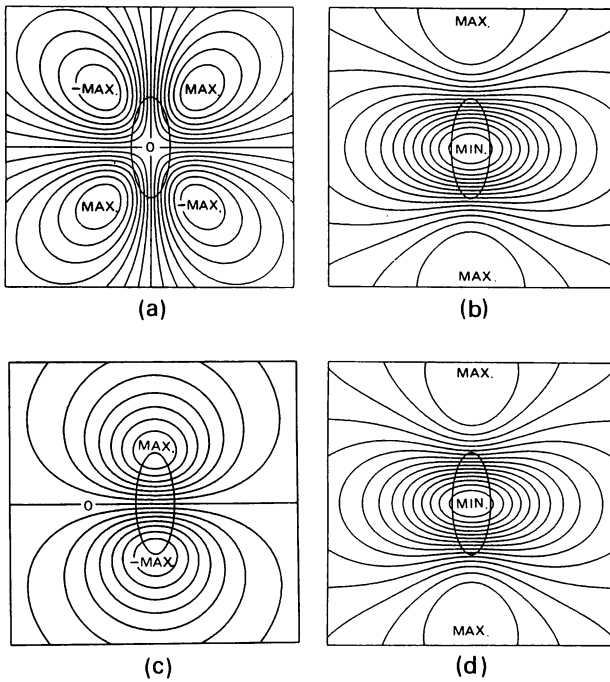 -MAX. MAX.
0
MAX. -MAX.
(a)
MAX.
MIN.
MAX.
(b)
MAX.
0
-MAX.
(c)
MAX.
MIN.
MAX.
(d)